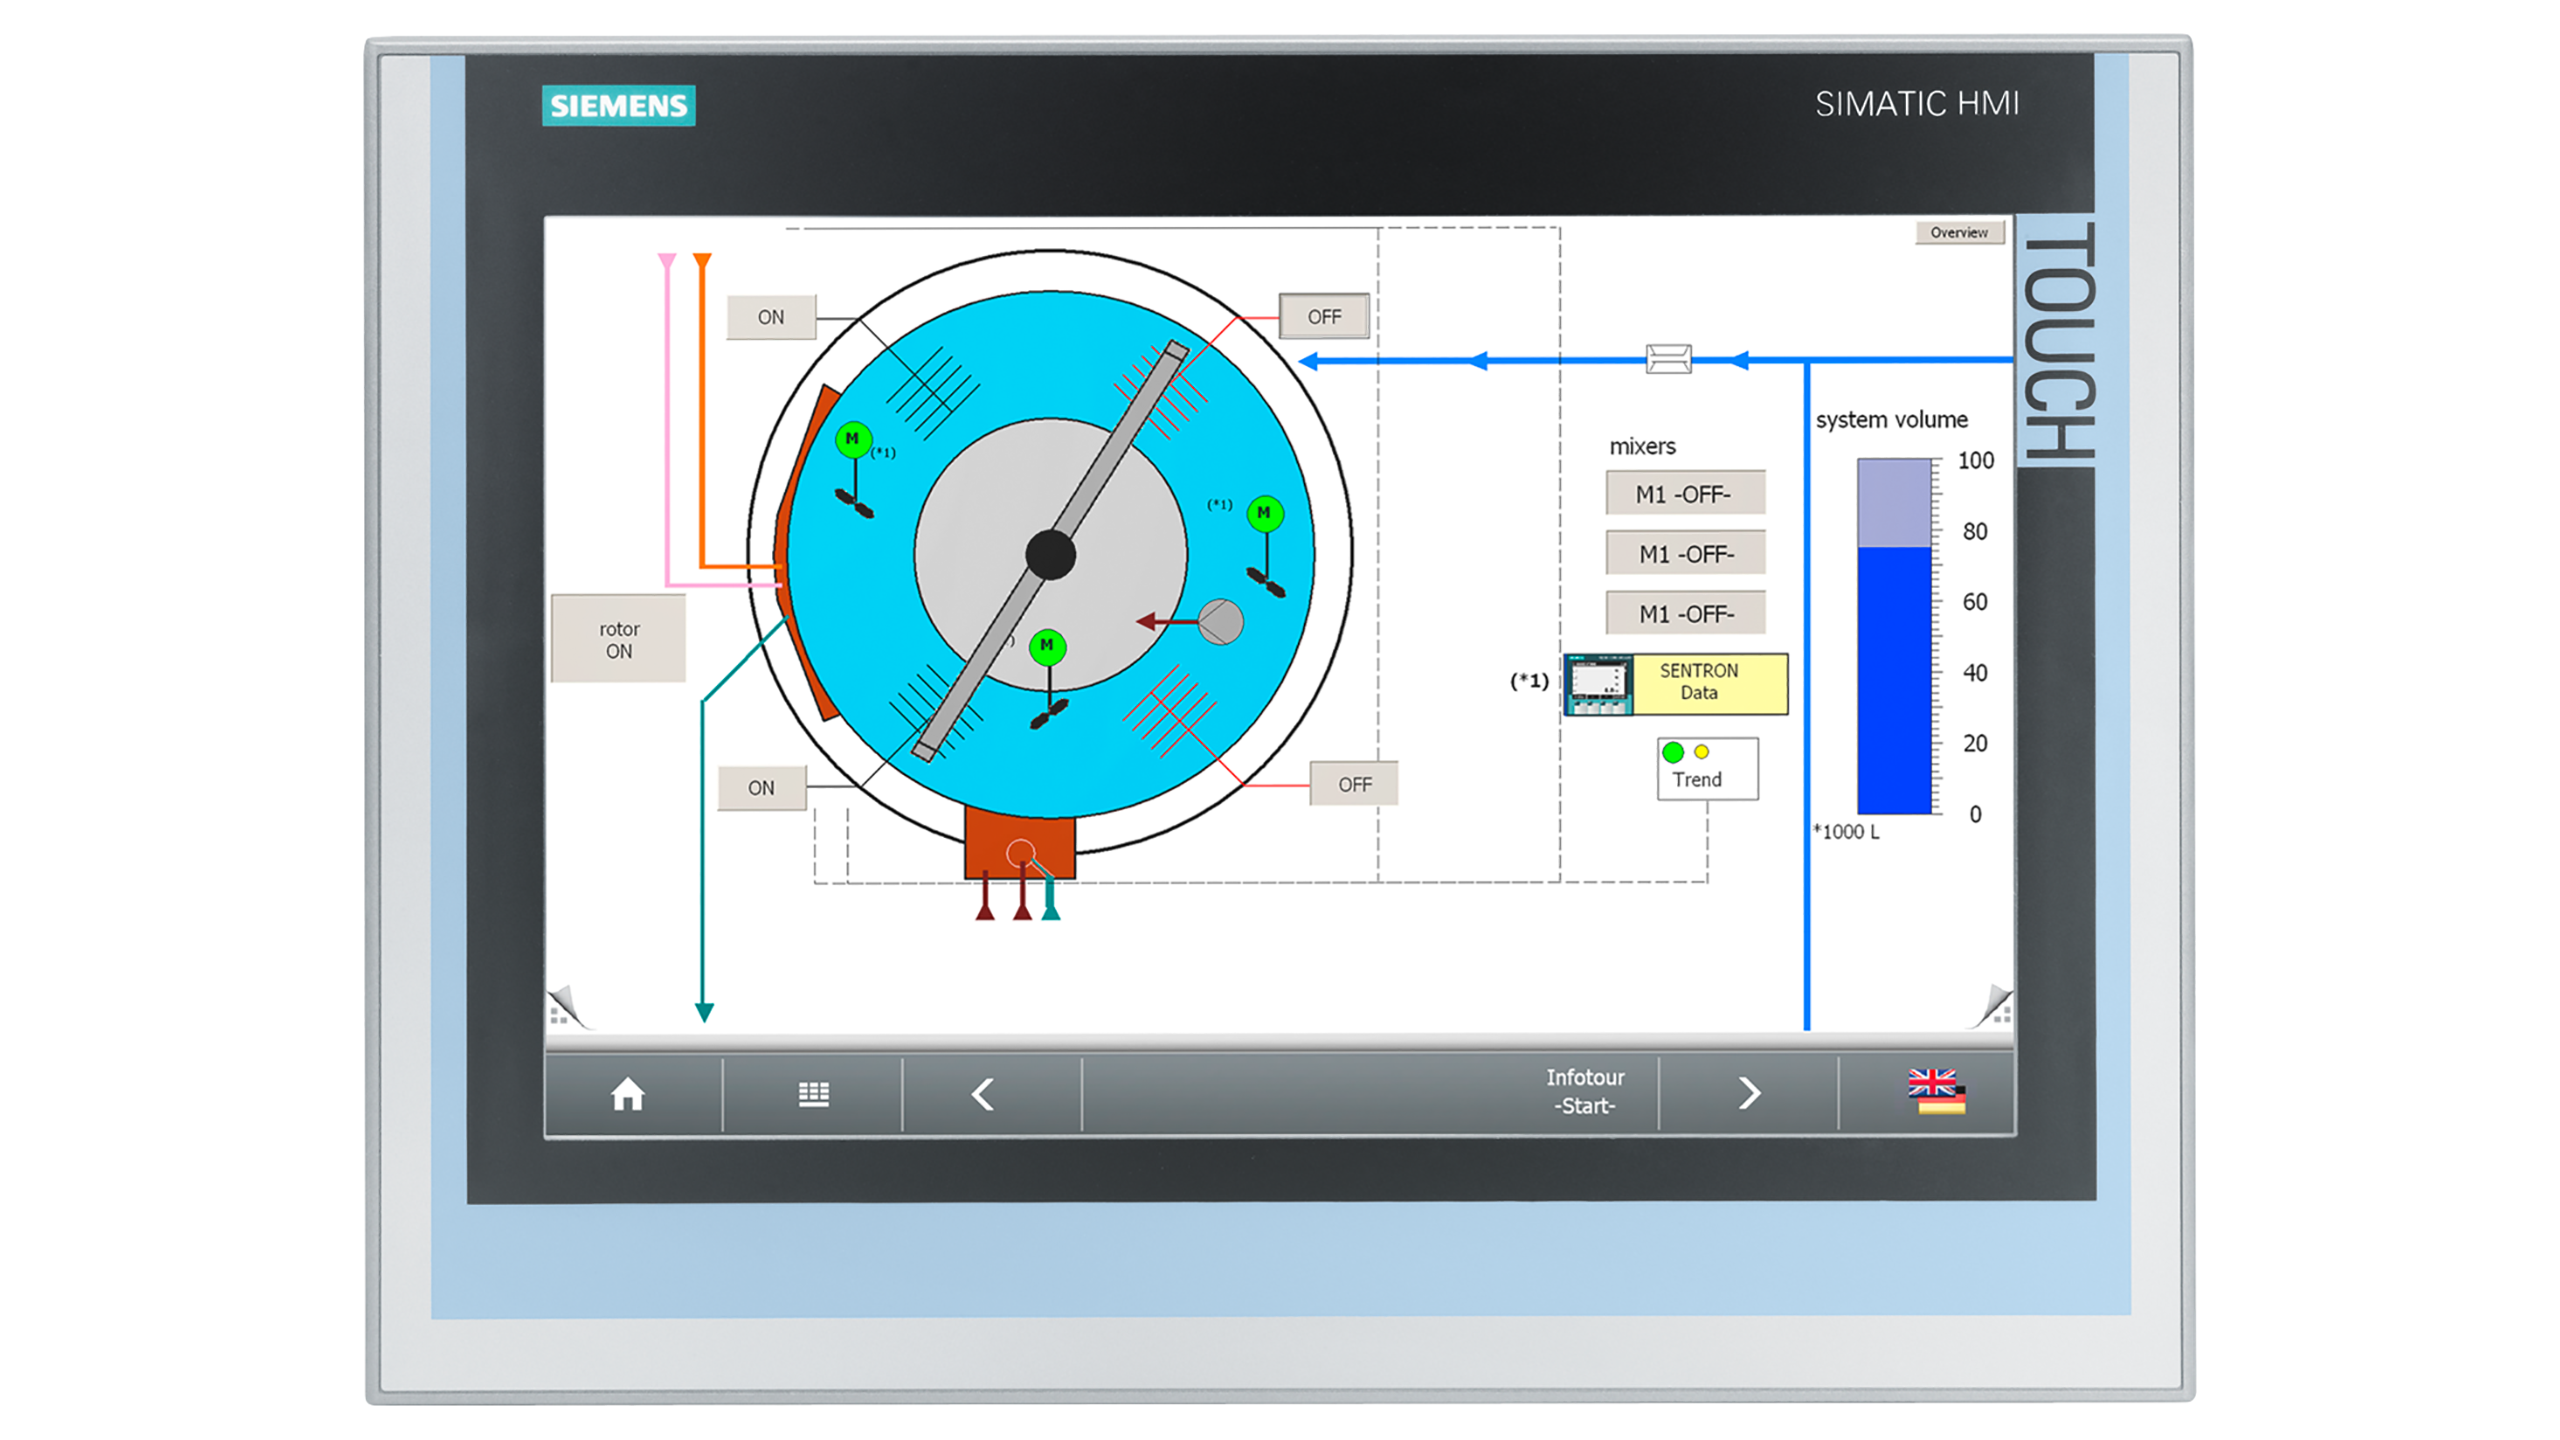 SIEMENS
SIMATIC HMI
TOUCH
Overview
ON
OFF
system volume
mixers
M
(*1)
100
M1 -OFF-
80
(*1)
M
M1 -OFF-
60
M1 -OFF-
rotor
ON
)
M
(*1)
SENTRON
Data
40
20
Trend
ON
OFF
0
*1000 L
Infotour
-Start-